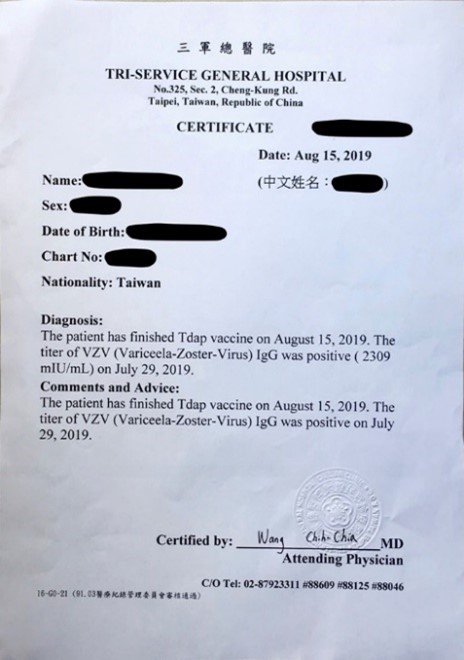 三軍總醫院
TRI-SERVICE GENERAL HOSPITAL
No.325, Sec. 2, Cheng-Kung Rd.
Taipei, Taiwan, Republic of China
CERTIFICATE
Date: Aug 15, 2019
Name:
(中文姓名：)
Sex:
Date of Birth:
Chart No:
Nationality: Taiwan
Diagnosis:
The patient has finished Tdap vaccine on August 15, 2019. The
titer of VZV (Variceela-Zoster-Virus) IgG was positive ( 2309
mIU/mL) on July 29, 2019.
Comments and Advice:
The patient has finished Tdap vaccine on August 15, 2019. The
titer of VZV (Variceela-Zoster-Virus) IgG was positive on July
29, 2019.
Certified by: Wang Chih-Chia MD
Attending Physician
C/O Tel: 02-87923311 #88609 #88125 #88046
16-G0-21 (91.03醫療紀錄管理委員會審核通過)